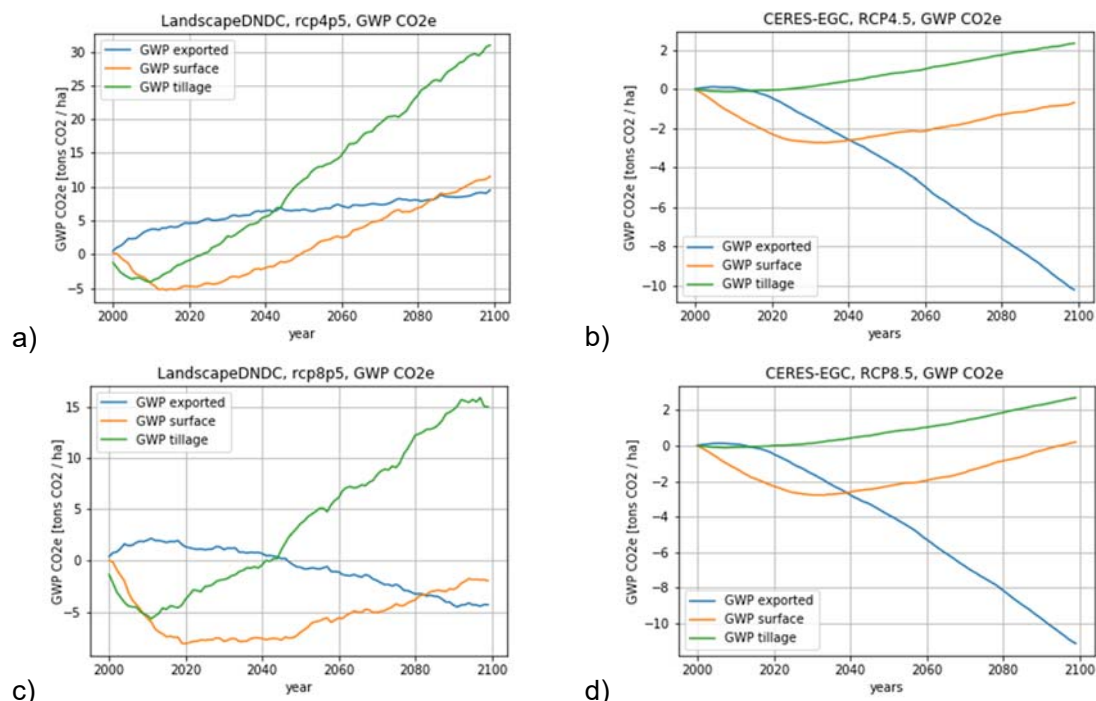 LandscapeDNDC, rcp4p5, GWP CO2e
GWP CO2e [tons CO2 / ha]
30
25
20
15
10
5
0
−5
GWP exported
GWP surface
GWP tillage
2000 2020 2040 2060 2080 2100
year
a)
CERES-EGC, RCP4.5, GWP CO2e
GWP CO2e [tons CO2 / ha]
2
0
−2
−4
−6
−8
−10
GWP exported
GWP surface
GWP tillage
2000 2020 2040 2060 2080 2100
years
b)
LandscapeDNDC, rcp8p5, GWP CO2e
GWP CO2e [tons CO2 / ha]
15
10
5
0
−5
GWP exported
GWP surface
GWP tillage
2000 2020 2040 2060 2080 2100
year
c)
CERES-EGC, RCP8.5, GWP CO2e
GWP CO2e [tons CO2 / ha]
2
0
−2
−4
−6
−8
−10
GWP exported
GWP surface
GWP tillage
2000 2020 2040 2060 2080 2100
years
d)